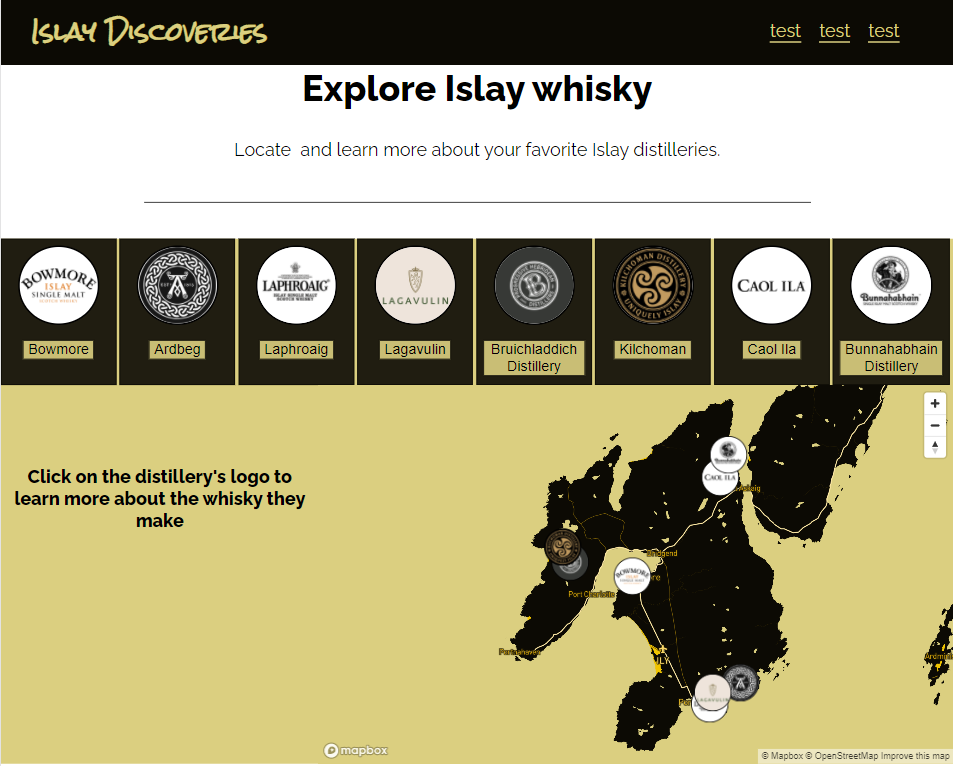 Islay Discoveries
test test test
Explore Islay whisky
Locate  and learn more about your favorite Islay distilleries.
BOWMORE
ISLAY
SINGLE MALT
SCOTCH WHISKY
LAPHROAIG
ISLAY SINGLE MALT
SCOTCH WHISKY
LAGAVULIN
KILCHOMAN DISTILLERY
UNIQUELY ISLAY
CAOL ILA
Bunnahabhain
Bowmore
Ardbeg
Laphroaig
Lagavulin
Bruichladdich
Distillery
Kilchoman
Caol Ila
Bunnahabhain
Distillery
Click on the distillery's logo to
learn more about the whisky they
make
+
−
CAOL ILA
Bridgend
BOWMORE
Port Charlotte
LAGAVULIN
mapbox
© Mapbox © OpenStreetMap Improve this map